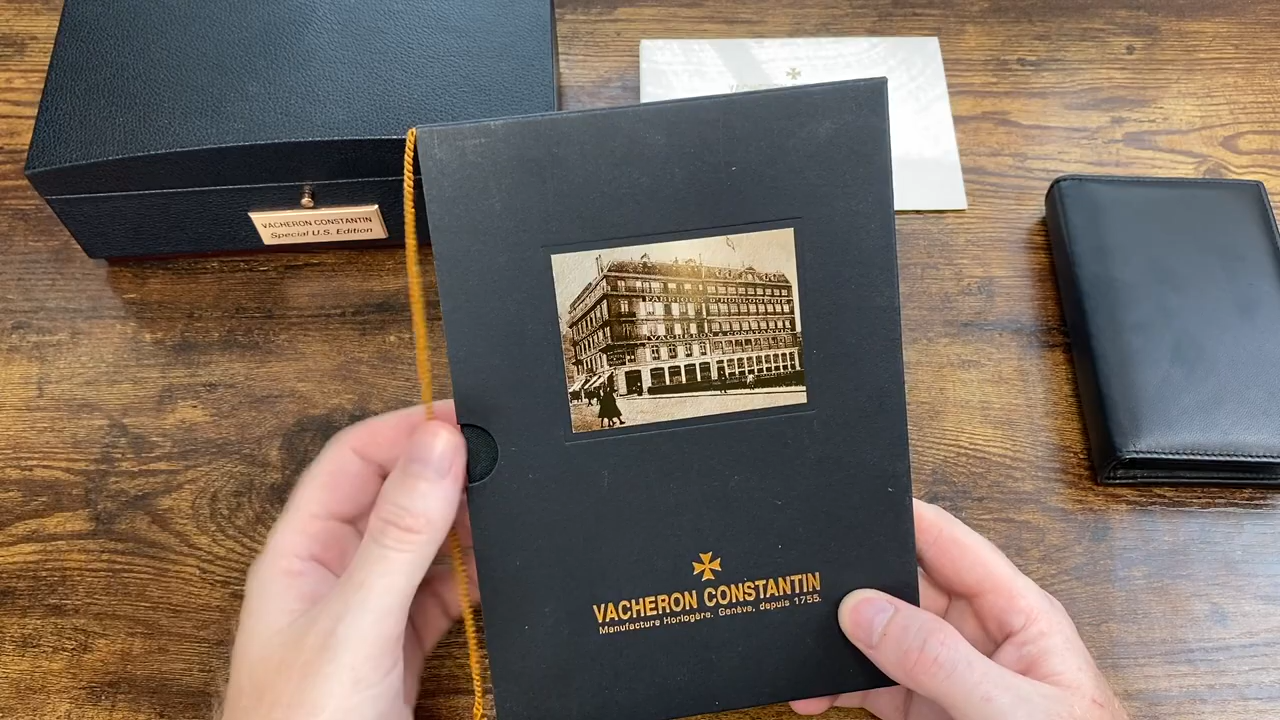 VACHERON CONSTANTIN
Special U.S. Edition
FABRIQUE D'HORLOGERIE
VACHERON & CONSTANTIN
VACHERON CONSTANTIN
Manufacture Horlogère. Genève, depuis 1755.